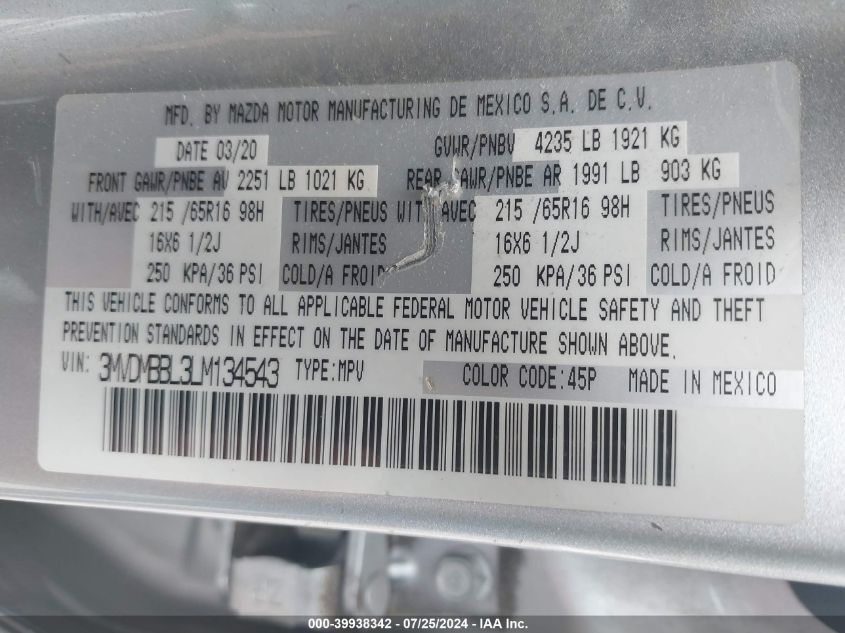 MFD. BY MAZDA MOTOR MANUFACTURING DE MEXICO S.A. DE C.V.
DATE 03/20 GVWR/PNBV 4235 LB 1921 KG
FRONT GAWR/PNBE AV 2251 LB 1021 KG REAR GAWR/PNBE AR 1991 LB 903 KG
WITH/AVEC 215 /65R16 98H TIRES/PNEUS WITH/AVEC 215 /65R16 98H TIRES/PNEUS
16X6 1/2J RIMS/JANTES 16X6 1/2J RIMS/JANTES
250 KPA/36 PSI COLD/A FROID 250 KPA/36 PSI COLD/A FROID
THIS VEHICLE CONFORMS TO ALL APPLICABLE FEDERAL MOTOR VEHICLE SAFETY AND THEFT
PREVENTION STANDARDS IN EFFECT ON THE DATE OF MANUFACTURE SHOWN ABOVE.
VIN: 3MVDMBBL3LM134543 TYPE:MPV COLOR CODE:45P MADE IN MEXICO
000-39938342 - 07/25/2024 - IAA Inc.